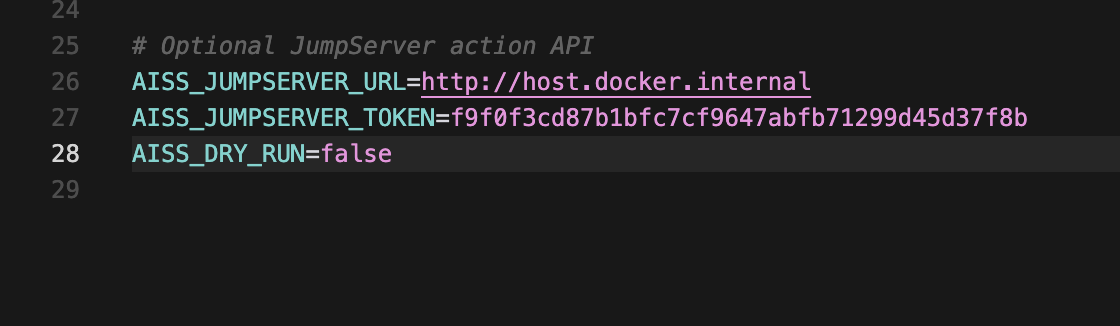 24
25 # Optional JumpServer action API
26 AISS_JUMPSERVER_URL=http://host.docker.internal
27 AISS_JUMPSERVER_TOKEN=f9f0f3cd87b1bfc7cf9647abfb71299d45d37f8b
28 AISS_DRY_RUN=false
29